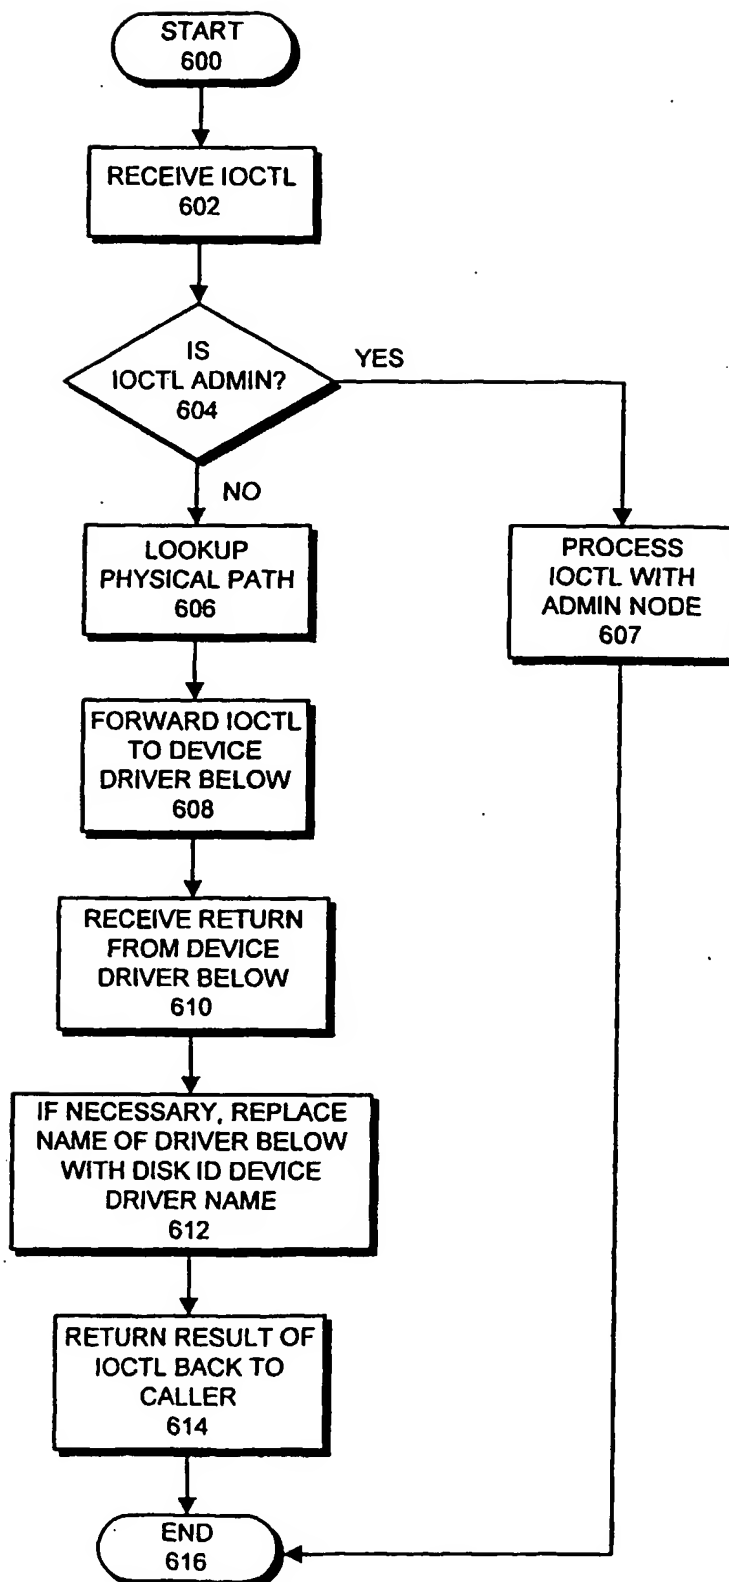 START
600
RECEIVE IOCTL
602
IS
IOCTL ADMIN?
604
YES
NO
LOOKUP
PHYSICAL PATH
606
PROCESS
IOCTL WITH
ADMIN NODE
607
FORWARD IOCTL
TO DEVICE
DRIVER BELOW
608
RECEIVE RETURN
FROM DEVICE
DRIVER BELOW
610
IF NECESSARY, REPLACE
NAME OF DRIVER BELOW
WITH DISK ID DEVICE
DRIVER NAME
612
RETURN RESULT OF
IOCTL BACK TO
CALLER
614
END
616